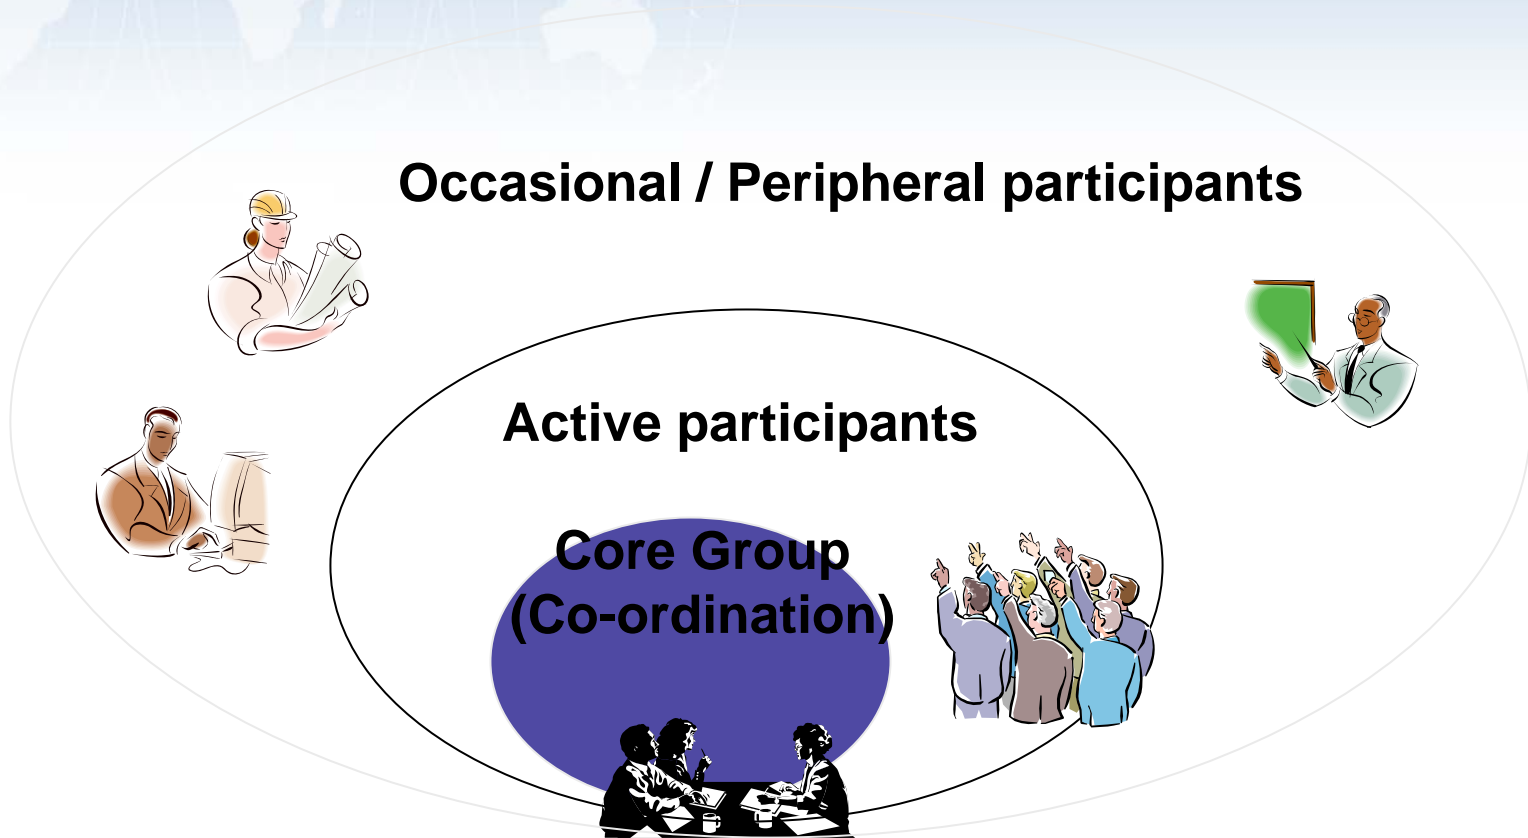 Occasional / Peripheral participants
Active participants
Core Group
(Co-ordination)